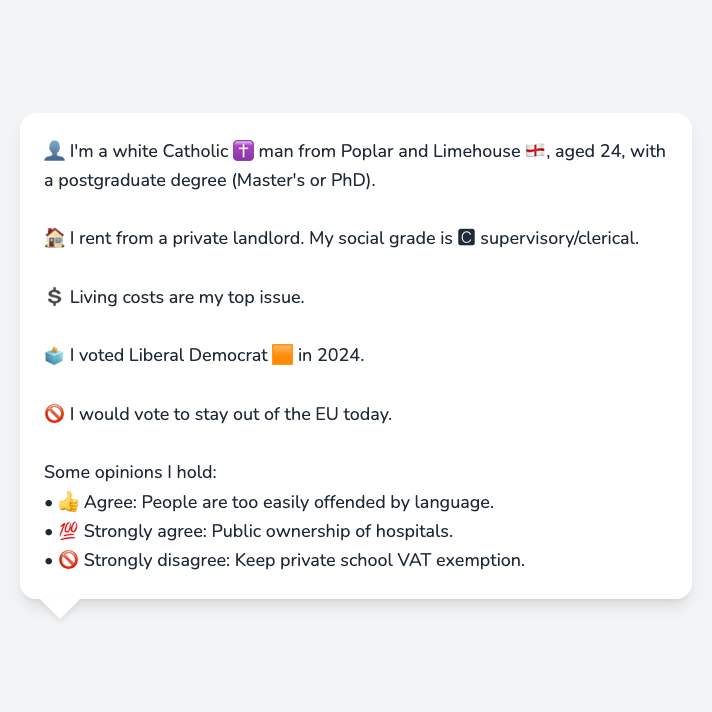 👤 I'm a white Catholic ✝️ man from Poplar and Limehouse 🏴󠁧󠁢󠁥󠁮󠁧󠁿, aged 24, with
a postgraduate degree (Master's or PhD).
🏠 I rent from a private landlord. My social grade is 🅲 supervisory/clerical.
💲 Living costs are my top issue.
🗳️ I voted Liberal Democrat 🟧 in 2024.
🚫 I would vote to stay out of the EU today.
Some opinions I hold:
• 👍 Agree: People are too easily offended by language.
• 💯 Strongly agree: Public ownership of hospitals.
• 🚫 Strongly disagree: Keep private school VAT exemption.